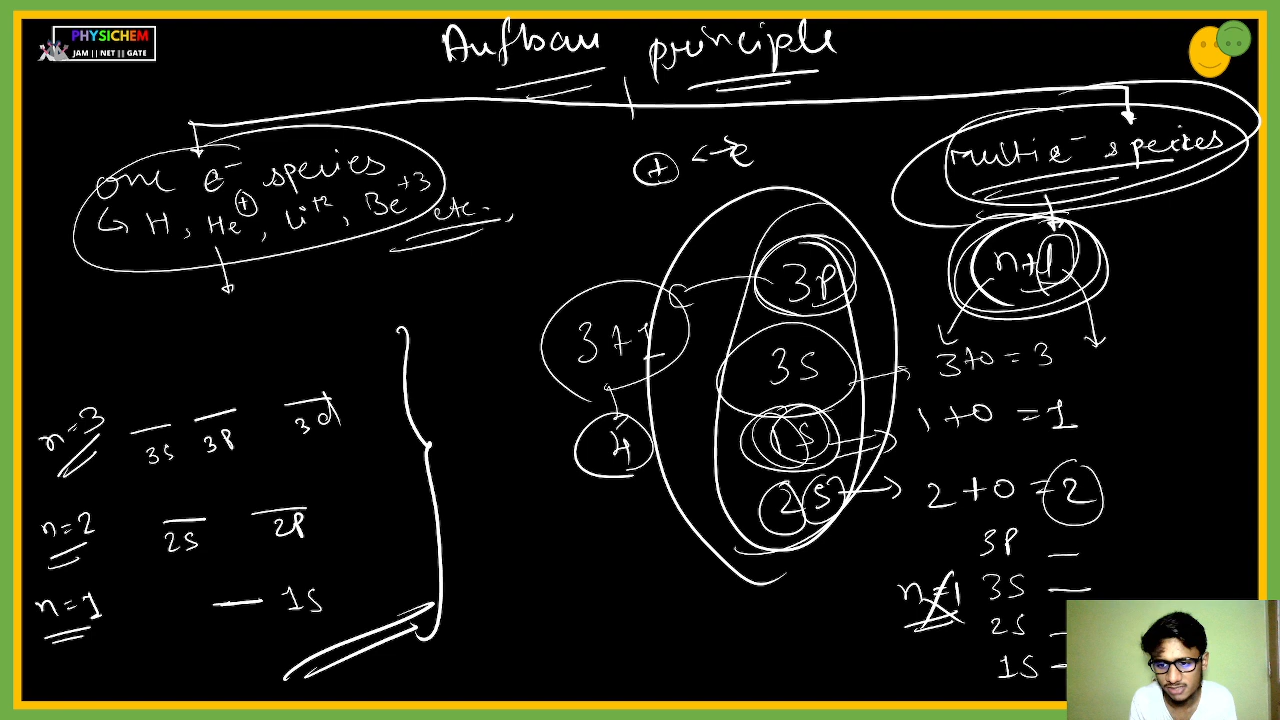 PHYSICHEM
JAM || NET || GATE
Aufbau principle
one e- species
↳ H, He⊕, Li+2, Be+3 etc.,
⊕ ↔ e
multi e- species
n+l
3P
3+1
4
3S → 3+0=3
1S → 1+0=1
2S → 2+0=2
n=3 3S 3P 3d
n=2 2S 2P
n=1 1S
3P —
n=1 3S —
2S —
1S —